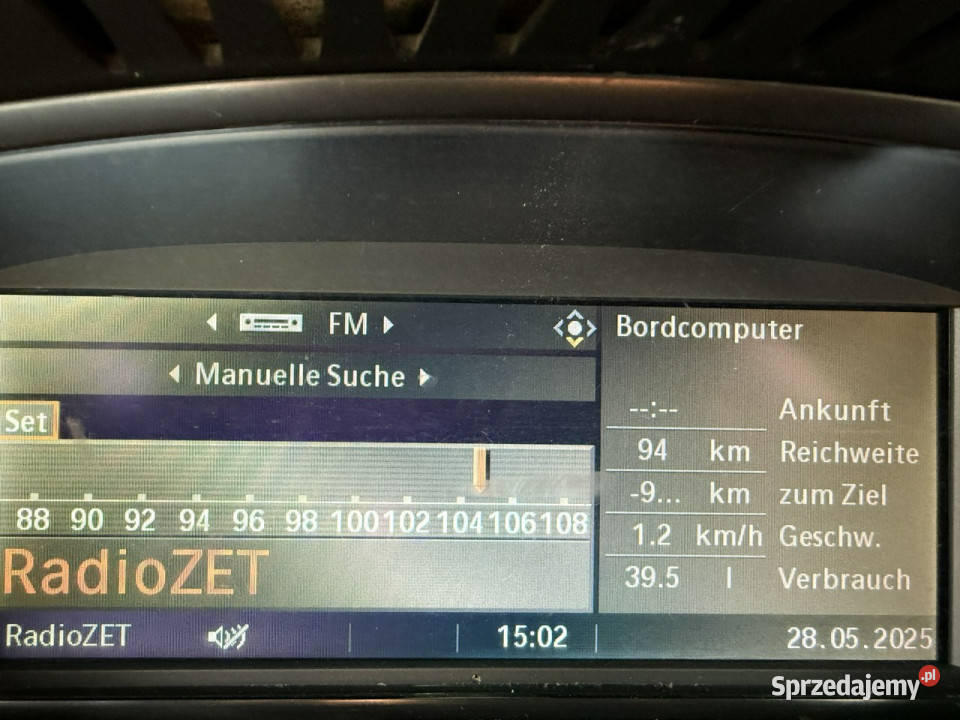 FM
Manuelle Suche
Set
88 90 92 94 96 98 100 102 104 106 108
RadioZET
RadioZET 15:02
Bordcomputer
--:-- Ankunft
94 km Reichweite
-9... km zum Ziel
1.2 km/h Geschw.
39.5 l Verbrauch
28.05.2025
Sprzedajemy.pl